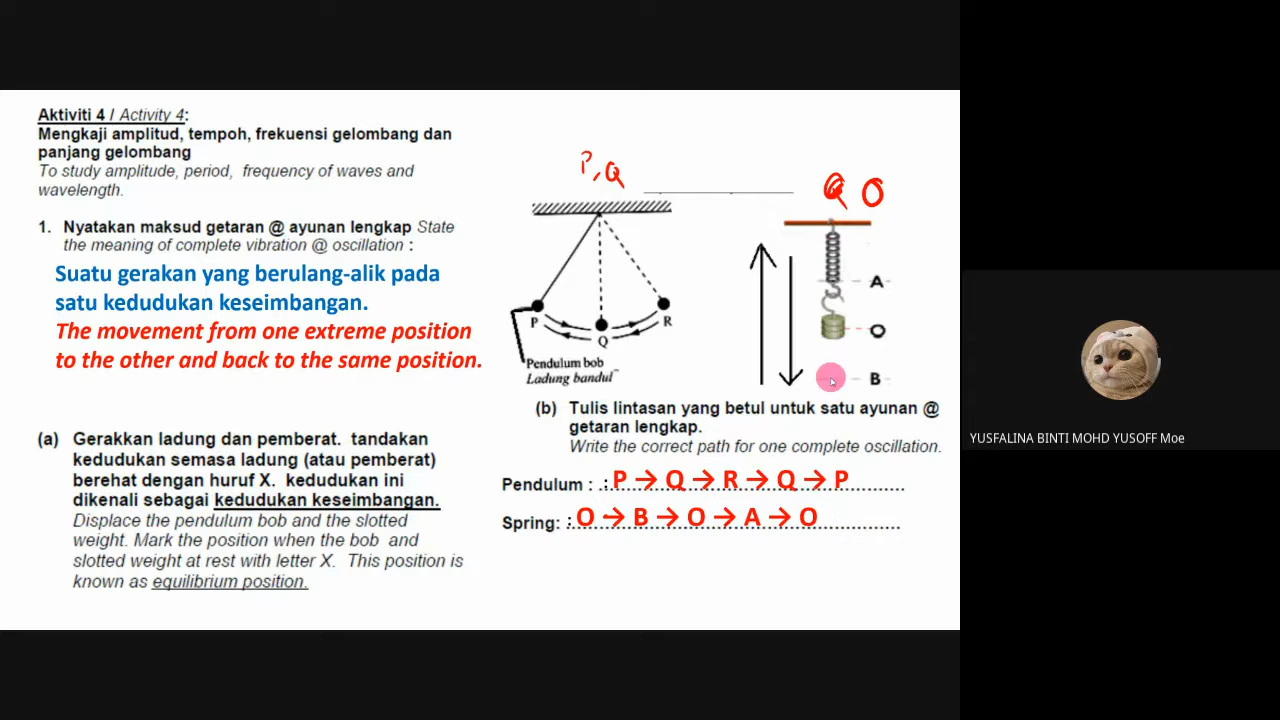 Aktiviti 4 / Activity 4:
Mengkaji amplitud, tempoh, frekuensi gelombang dan
panjang gelombang
To study amplitude, period, frequency of waves and
wavelength.
1. Nyatakan maksud getaran @ ayunan lengkap State
the meaning of complete vibration @ oscillation :
Suatu gerakan yang berulang-alik pada
satu kedudukan keseimbangan.
The movement from one extreme position
to the other and back to the same position.
(a) Gerakkan ladung dan pemberat. tandakan
kedudukan semasa ladung (atau pemberat)
berehat dengan huruf X. kedudukan ini
dikenali sebagai kedudukan keseimbangan.
Displace the pendulum bob and the slotted
weight. Mark the position when the bob and
slotted weight at rest with letter X. This position is
known as equilibrium position.
P, Q
P
Q
R
Pendulum bob
Ladung bandul
Q O
A
O
B
(b) Tulis lintasan yang betul untuk satu ayunan @
getaran lengkap.
Write the correct path for one complete oscillation.
Pendulum : : P → Q → R → Q → P
Spring: : O → B → O → A → O
YUSFALINA BINTI MOHD YUSOFF Moe